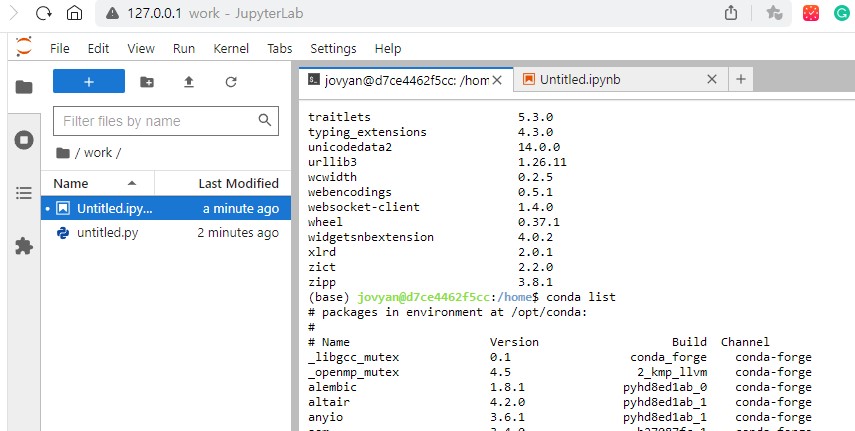 127.0.0.1 work - JupyterLab
File Edit View Run Kernel Tabs Settings Help
jovyan@d7ce4462f5cc: /hom
Untitled.ipynb
Filter files by name
/ work /
Name Last Modified
Untitled.ipy... a minute ago
untitled.py 2 minutes ago
traitlets 5.3.0
typing_extensions 4.3.0
unicodedata2 14.0.0
urllib3 1.26.11
wcwidth 0.2.5
webencodings 0.5.1
websocket-client 1.4.0
wheel 0.37.1
widgetsnbextension 4.0.2
xlrd 2.0.1
zict 2.2.0
zipp 3.8.1
(base) jovyan@d7ce4462f5cc:/home$ conda list
# packages in environment at /opt/conda:
#
# Name Version Build Channel
_libgcc_mutex 0.1 conda_forge conda-forge
_openmp_mutex 4.5 2_kmp_llvm conda-forge
alembic 1.8.1 pyhd8ed1ab_0 conda-forge
altair 4.2.0 pyhd8ed1ab_1 conda-forge
anyio 3.6.1 pyhd8ed1ab_1 conda-forge